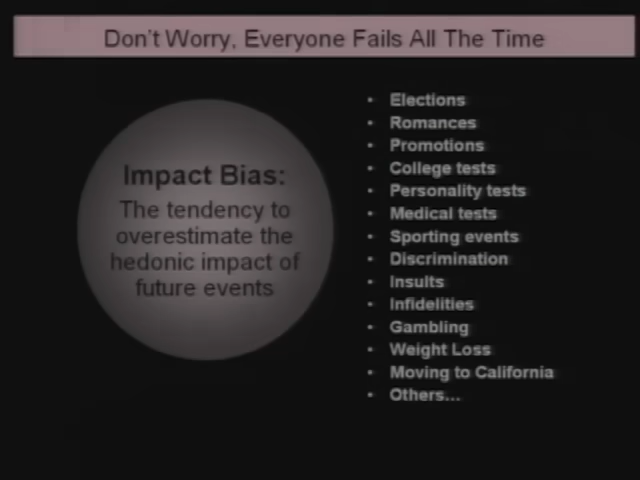 Don't Worry, Everyone Fails All The Time
Impact Bias:
The tendency to
overestimate the
hedonic impact of
future events
• Elections
• Romances
• Promotions
• College tests
• Personality tests
• Medical tests
• Sporting events
• Discrimination
• Insults
• Infidelities
• Gambling
• Weight Loss
• Moving to California
• Others...